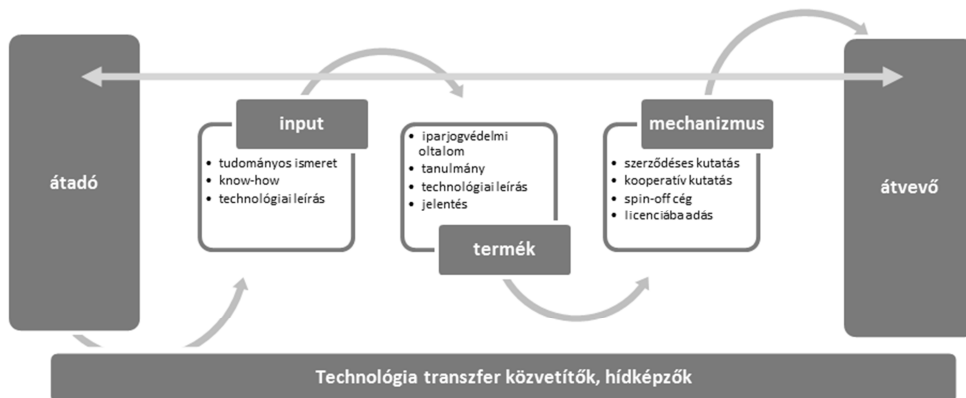 átadó
input
• tudományos ismeret
• know-how
• technológiai leírás
• iparjogvédelmi
oltalom
• tanulmány
• technológiai leírás
• jelentés
termék
mechanizmus
• szerződéses kutatás
• kooperatív kutatás
• spin-off cég
• licenciába adás
átvevő
Technológia transzfer közvetítők, hídképzők